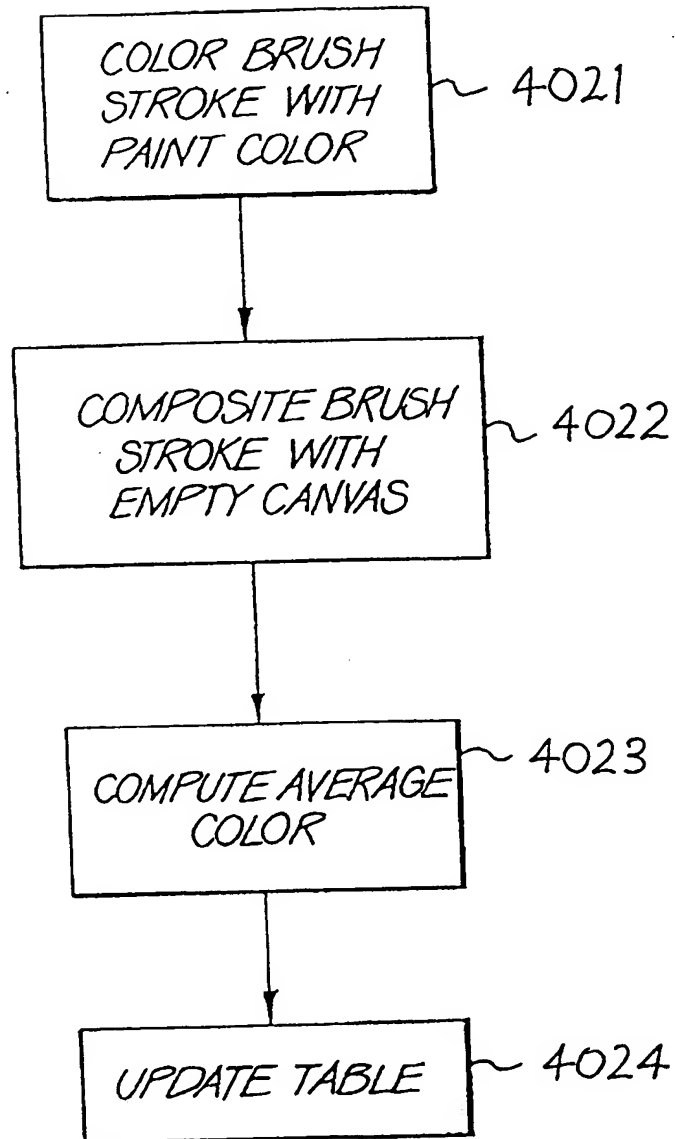 COLOR BRUSH
STROKE WITH
PAINT COLOR
4021
COMPOSITE BRUSH
STROKE WITH
EMPTY CANVAS
4022
COMPUTE AVERAGE
COLOR
4023
UPDATE TABLE
4024